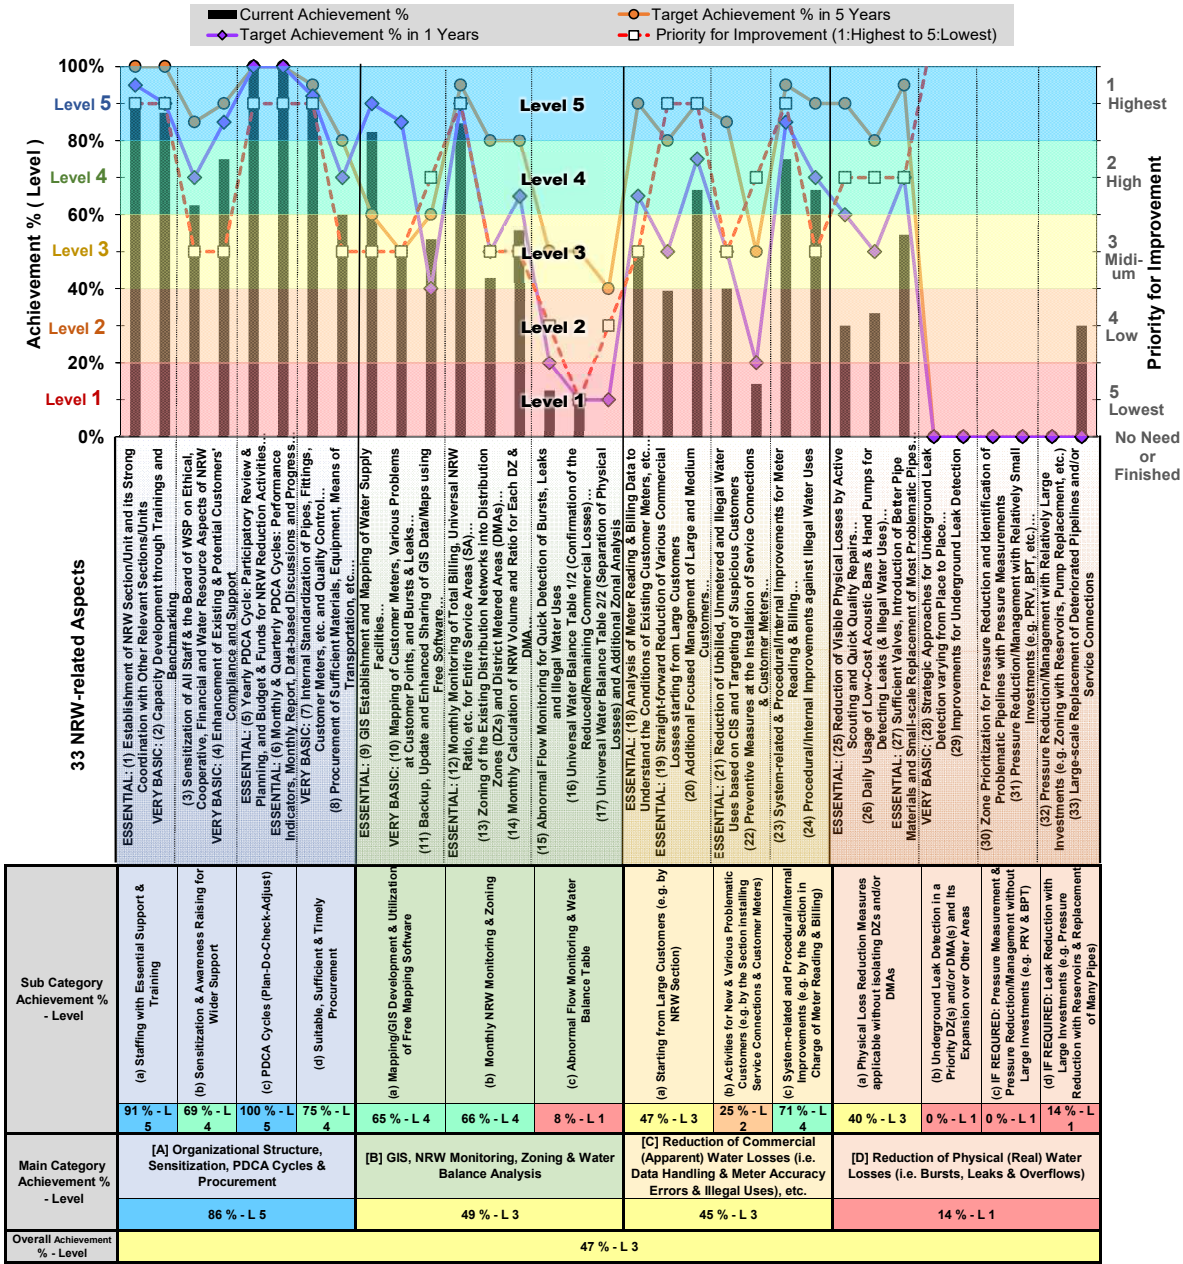 Current Achievement %
Target Achievement % in 5 Years
Target Achievement % in 1 Years
Priority for Improvement (1:Highest to 5:Lowest)
Achievement % ( Level )
100%
Level 5
80%
Level 4
60%
Level 3
40%
Level 2
20%
Level 1
0%
Level 5
Level 4
Level 3
Level 2
Level 1
1
Highest
2
High
3
Midi-
um
4
Low
5
Lowest
No Need
or
Finished
Priority for Improvement
33 NRW-related Aspects
ESSENTIAL: (1) Establishment of NRW Section/Unit and its Strong
Coordination with Other Relevant Sections/Units
VERY BASIC: (2) Capacity Development through Trainings and
Benchmarking
(3) Sensitization of All Staff & the Board of WSP on Ethical,
Cooperative, Financial and Water Resource Aspects of NRW
VERY BASIC: (4) Enhancement of Existing & Potential Customers'
Compliance and Support
ESSENTIAL: (5) Yearly PDCA Cycle: Participatory Review &
Planning, and Budget & Funds for NRW Reduction Activities…
ESSENTIAL: (6) Monthly & Quarterly PDCA Cycles: Performance
Indicators, Monthly Report, Data-based Discussions and Progress…
VERY BASIC: (7) Internal Standardization of Pipes, Fittings,
Customer Meters, etc. and Quality Control…
(8) Procurement of Sufficient Materials, Equipment, Means of
Transportation, etc.…
ESSENTIAL: (9) GIS Establishment and Mapping of Water Supply
Facilities…
VERY BASIC: (10) Mapping of Customer Meters, Various Problems
at Customer Points, and Bursts & Leaks…
(11) Backup, Update and Enhanced Sharing of GIS Data/Maps using
Free Software…
ESSENTIAL: (12) Monthly Monitoring of Total Billing, Universal NRW
Ratio, etc. for Entire Service Areas (SA)…
(13) Zoning of the Existing Distribution Networks into Distribution
Zones (DZs) and District Metered Areas (DMAs)…
(14) Monthly Calculation of NRW Volume and Ratio for Each DZ &
DMA…
(15) Abnormal Flow Monitoring for Quick Detection of Bursts, Leaks
and Illegal Water Uses
(16) Universal Water Balance Table 1/2 (Confirmation of the
Reduced/Remaining Commercial Losses)…
(17) Universal Water Balance Table 2/2 (Separation of Physical
Losses) and Additional Zonal Analysis
ESSENTIAL: (18) Analysis of Meter Reading & Billing Data to
Understand the Conditions of Existing Customer Meters, etc…
ESSENTIAL: (19) Straight-forward Reduction of Various Commercial
Losses starting from Large Customers
(20) Additional Focused Management of Large and Medium
Customers…
ESSENTIAL: (21) Reduction of Unbilled, Unmetered and Illegal Water
Uses based on CIS and Targeting of Suspicious Customers
(22) Preventive Measures at the Installation of Service Connections
& Customer Meters…
(23) System-related & Procedural/Internal Improvements for Meter
Reading & Billing…
(24) Procedural/Internal Improvements against Illegal Water Uses
ESSENTIAL: (25) Reduction of Visible Physical Losses by Active
Scouting and Quick Quality Repairs…
(26) Daily Usage of Low-Cost Acoustic Bars & Hand Pumps for
Detecting Leaks (& Illegal Water Uses)…
ESSENTIAL: (27) Sufficient Valves, Introduction of Better Pipe
Materials and Small-scale Replacement of Most Problematic Pipes…
VERY BASIC: (28) Strategic Approaches for Underground Leak
Detection varying from Place to Place…
(29) Improvements for Underground Leak Detection
(30) Zone Prioritization for Pressure Reduction and Identification of
Problematic Pipelines with Pressure Measurements
(31) Pressure Reduction/Management with Relatively Small
Investments (e.g. PRV, BPT, etc.)…
(32) Pressure Reduction/Management with Relatively Large
Investments (e.g. Zoning with Reservoirs, Pump Replacement, etc.)
(33) Large-scale Replacement of Deteriorated Pipelines and/or
Service Connections
Sub Category
Achievement %
- Level
(a) Staffing with Essential Support &
Training
(b) Sensitization & Awareness Raising for
Wider Support
(c) PDCA Cycles (Plan-Do-Check-Adjust)
(d) Suitable, Sufficient & Timely
Procurement
(a) Mapping/GIS Development & Utilization
of Free Mapping Software
(b) Monthly NRW Monitoring & Zoning
(c) Abnormal Flow Monitoring & Water
Balance Table
(a) Starting from Large Customers (e.g. by
NRW Section)
(b) Activities for New & Various Problematic
Customers (e.g. by the Section installing
Service Connections & Customer Meters)
(c) System-related and Procedural/Internal
Improvements (e.g. by the Section in
Charge of Meter Reading & Billing)
(a) Physical Loss Reduction Measures
applicable without isolating DZs and/or
DMAs
(b) Underground Leak Detection in a
Priority DZ(s) and/or DMA(s) and Its
Expansion over Other Areas
(c) IF REQURED: Pressure Measurement &
Pressure Reduction/Management without
Large Investments (e.g. PRV & BPT)
(d) IF REQUIRED: Leak Reduction with
Large Investments (e.g. Pressure
Reduction with Reservoirs & Replacement
of Many Pipes)
91 % - L
5
69 % - L
4
100% - L
5
75 % - L
4
65 % - L 4
66 % - L 4
8 % - L 1
47 % - L 3
25 % - L
2
71 % - L
4
40 % - L 3
0 % - L 1
0 % - L 1
14 % - L
1
Main Category
Achievement %
- Level
[A] Organizational Structure,
Sensitization, PDCA Cycles &
Procurement
[B] GIS, NRW Monitoring, Zoning & Water
Balance Analysis
[C] Reduction of Commercial
(Apparent) Water Losses (i.e.
Data Handling & Meter Accuracy
Errors & Illegal Uses), etc.
[D] Reduction of Physical (Real) Water
Losses (i.e. Bursts, Leaks & Overflows)
86 % - L 5
49 % - L 3
45 % - L 3
14 % - L 1
Overall Achievement
% - Level
47 % - L 3